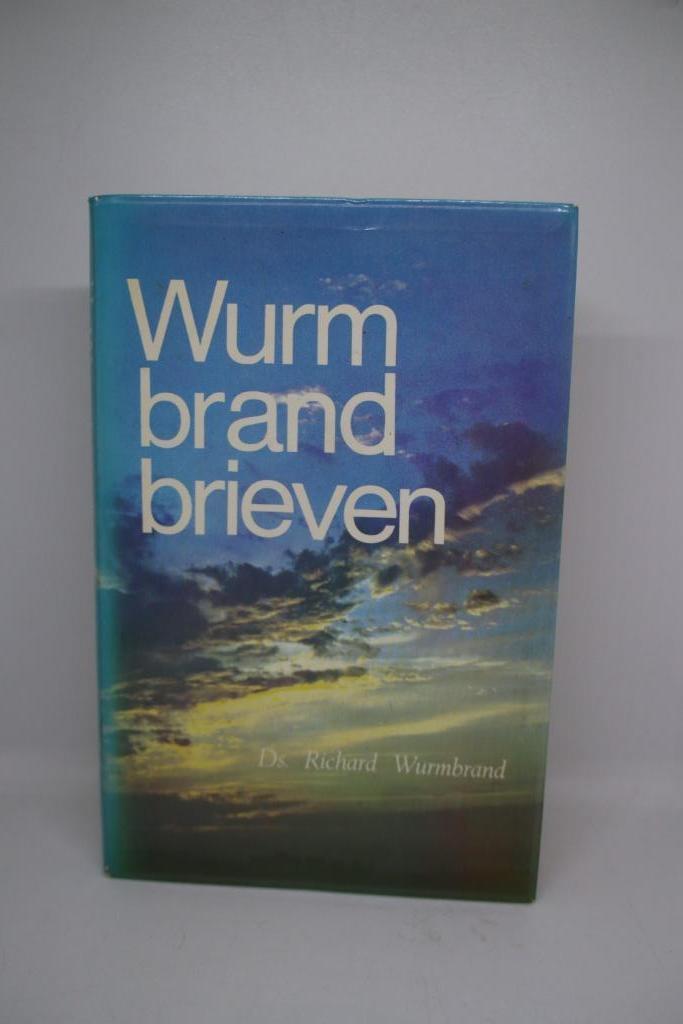 Wurm
brand
brieven
Ds. Richard Wurmbrand